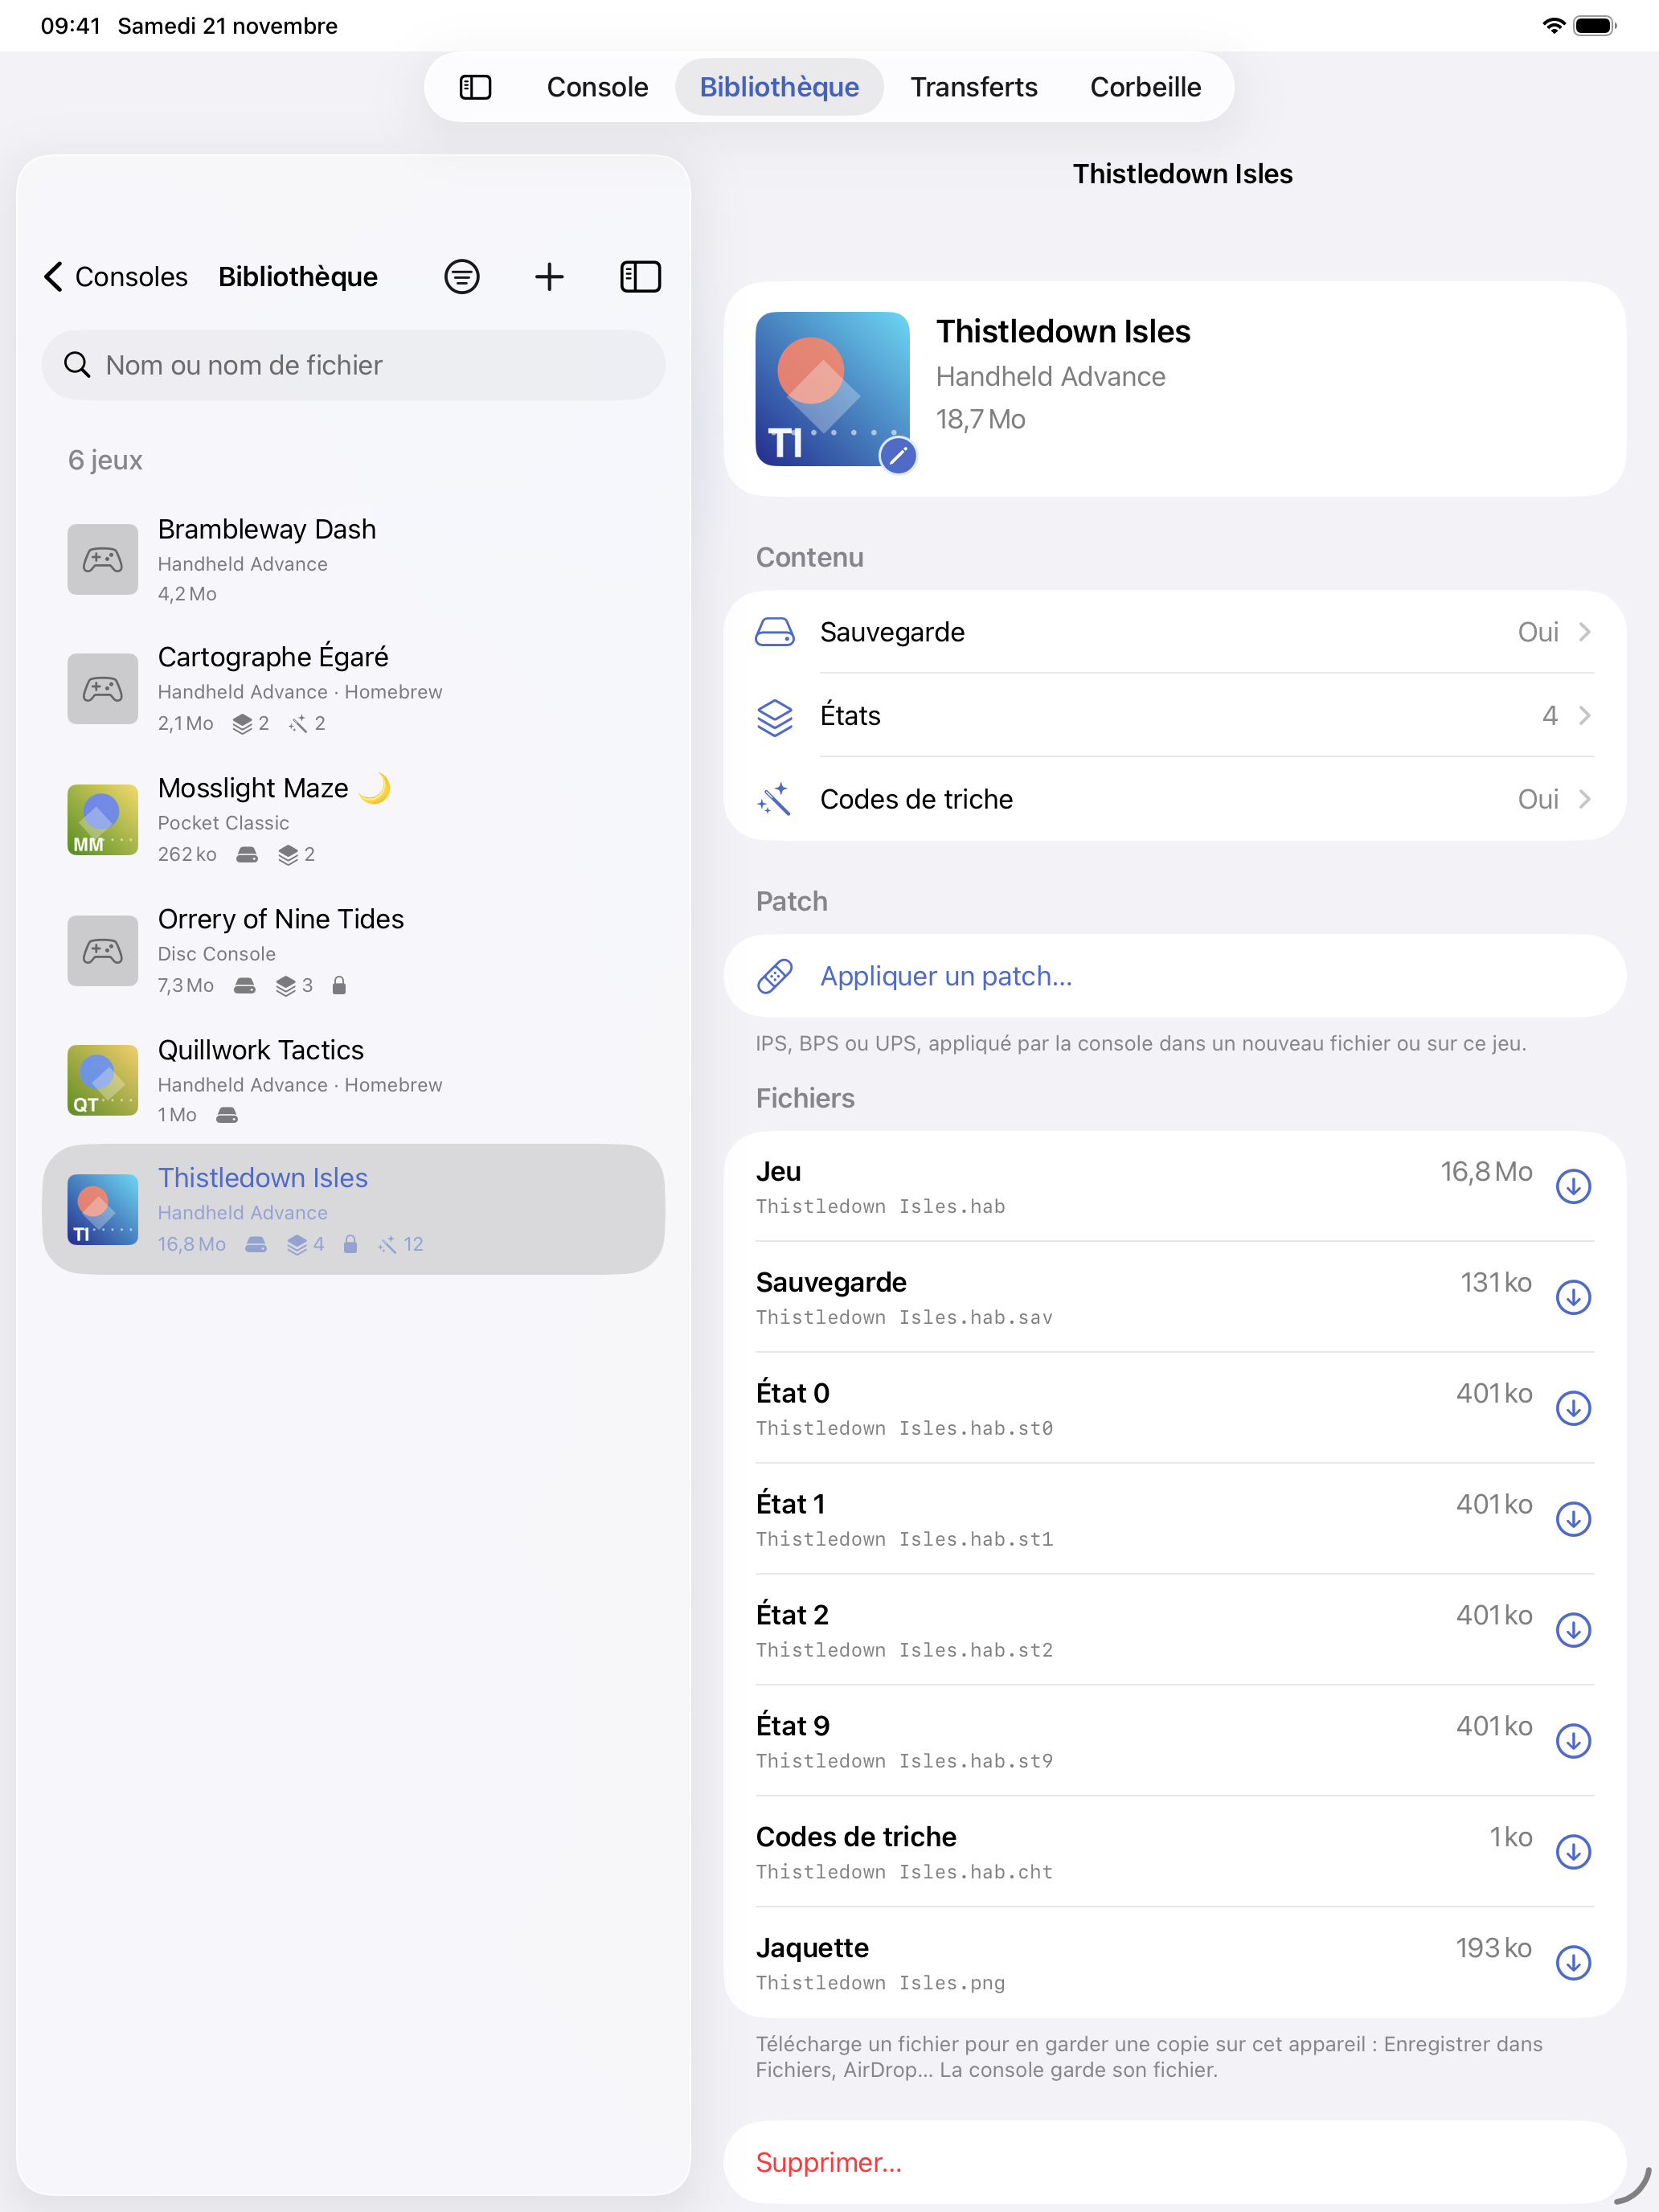 09:41 Samedi 21 novembre
Console Bibliothèque Transferts Corbeille
Consoles Bibliothèque
Nom ou nom de fichier
6 jeux
Brambleway Dash
Handheld Advance
4,2 Mo
Cartographe Égaré
Handheld Advance · Homebrew
2,1 Mo 2 2
MM
Mosslight Maze 🌙
Pocket Classic
262 ko 2
Orrery of Nine Tides
Disc Console
7,3 Mo 3
QT
Quillwork Tactics
Handheld Advance · Homebrew
1 Mo
TI
Thistledown Isles
Handheld Advance
16,8 Mo 4 12
Thistledown Isles
TI
Thistledown Isles
Handheld Advance
18,7 Mo
Contenu
Sauvegarde Oui
États 4
Codes de triche Oui
Patch
Appliquer un patch…
IPS, BPS ou UPS, appliqué par la console dans un nouveau fichier ou sur ce jeu.
Fichiers
Jeu 16,8 Mo
Thistledown Isles.hab
Sauvegarde 131 ko
Thistledown Isles.hab.sav
État 0 401 ko
Thistledown Isles.hab.st0
État 1 401 ko
Thistledown Isles.hab.st1
État 2 401 ko
Thistledown Isles.hab.st2
État 9 401 ko
Thistledown Isles.hab.st9
Codes de triche 1 ko
Thistledown Isles.hab.cht
Jaquette 193 ko
Thistledown Isles.png
Télécharge un fichier pour en garder une copie sur cet appareil : Enregistrer dans
Fichiers, AirDrop… La console garde son fichier.
Supprimer…